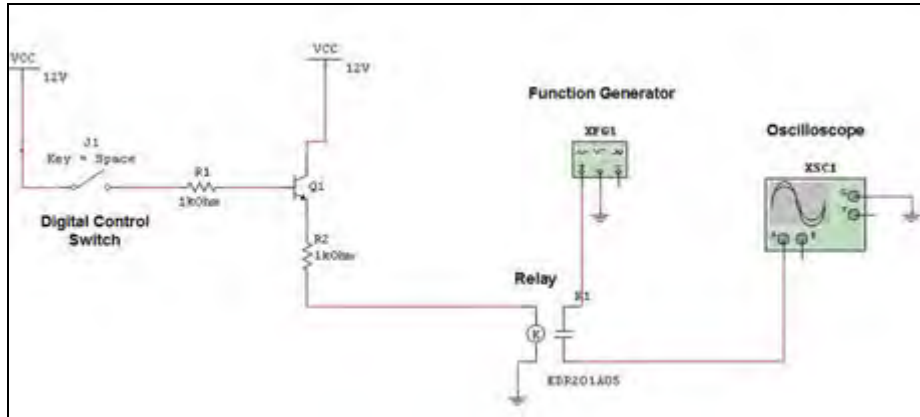 VCC
12V
VCC
12V
J1
Key = Space
R1
1kOhm
Q1
Digital Control
Switch
R2
1kOhm
Function Generator
XFG1
Oscilloscope
XSC1
G
T
A
B
Relay
K1
K
EDR201A05